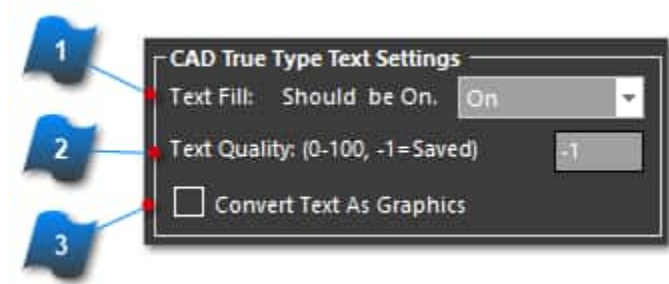 1
CAD True Type Text Settings
Text Fill: Should be On. On
2
Text Quality: (0-100, -1=Saved) -1
Convert Text As Graphics
3